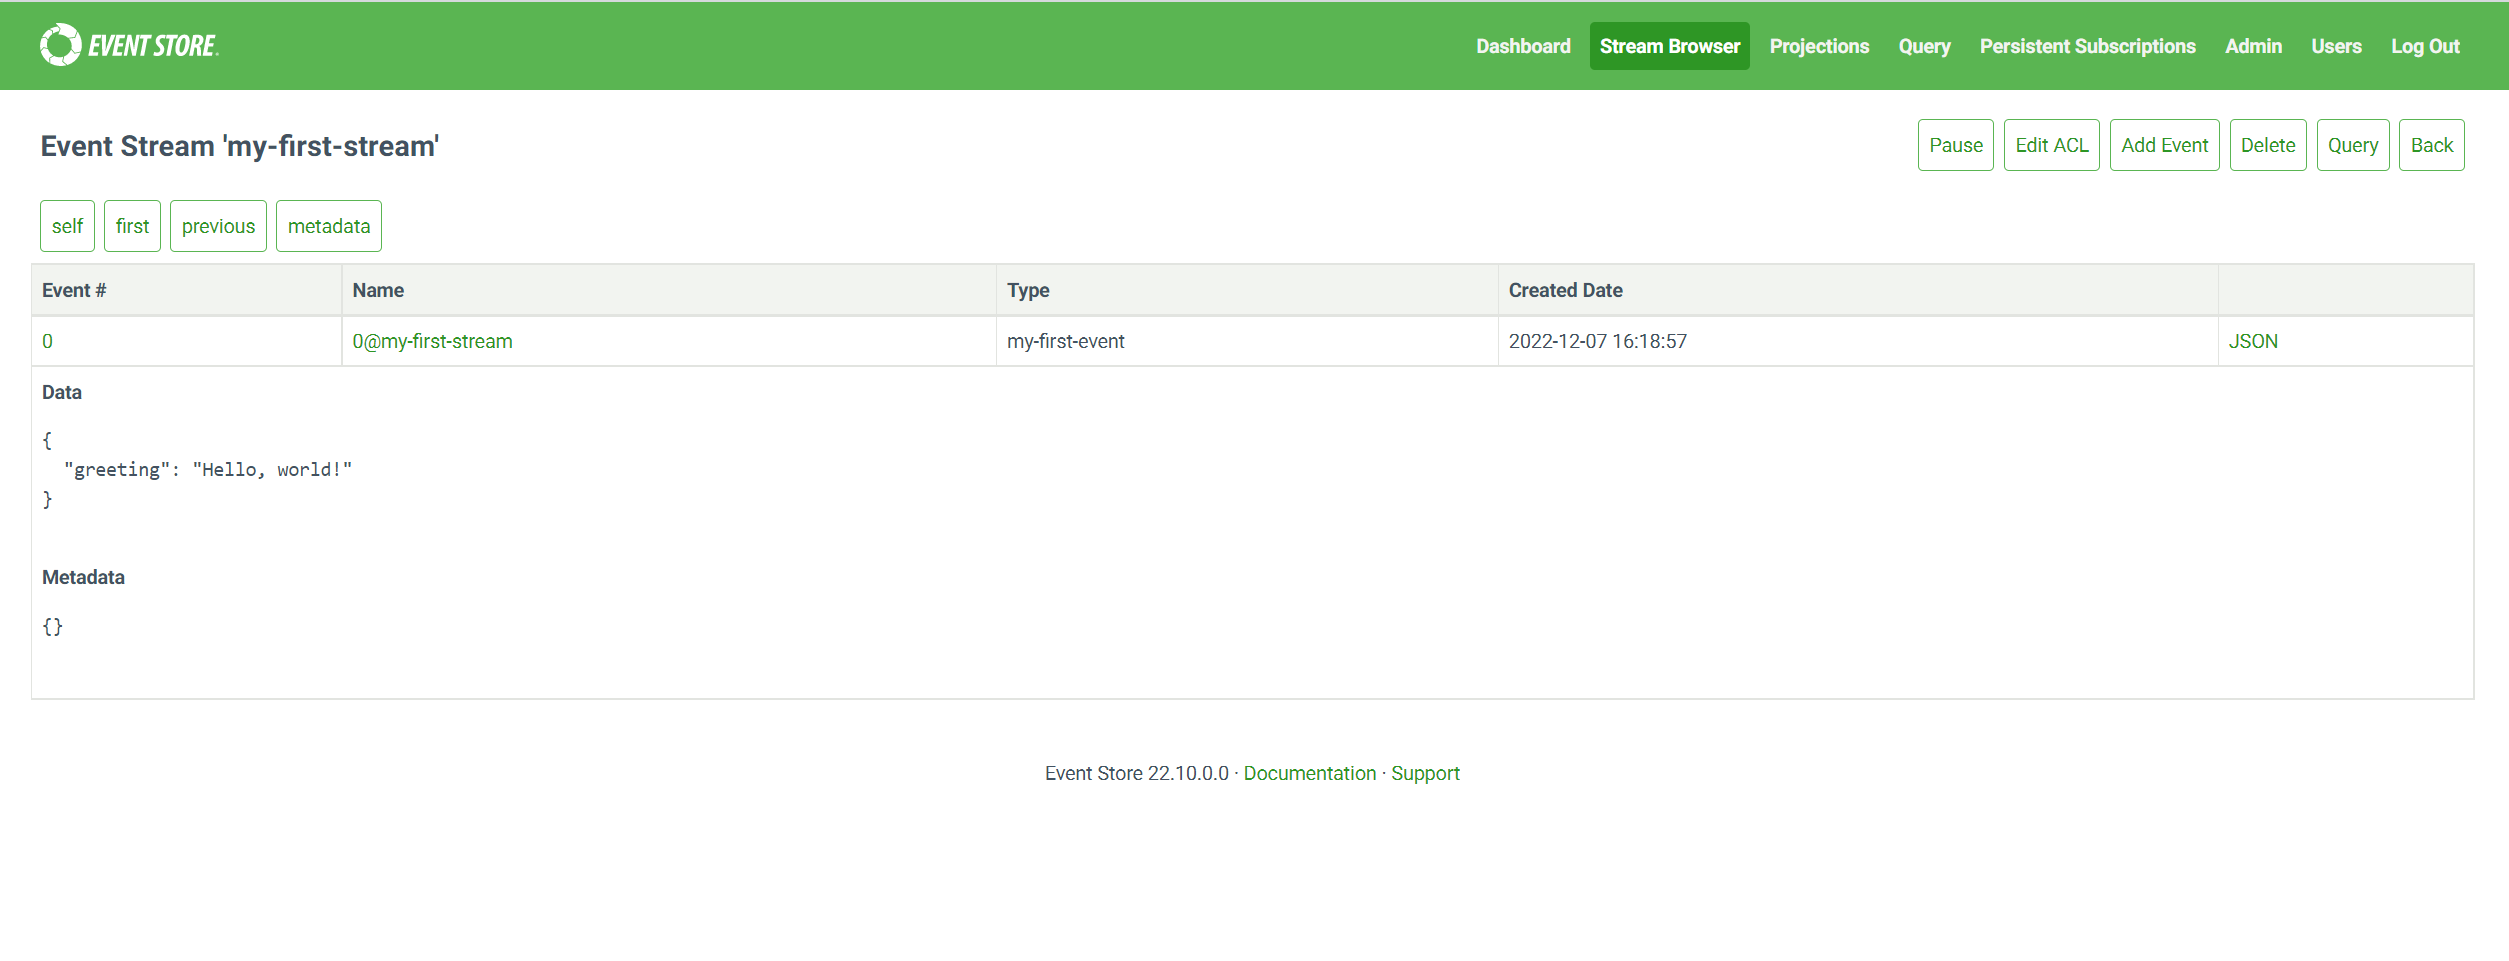 EVENT STORE.
Dashboard Stream Browser Projections Query Persistent Subscriptions Admin Users Log Out
Event Stream 'my-first-stream'
Pause Edit ACL Add Event Delete Query Back
self first previous metadata
Event # Name Type Created Date
0 0@my-first-stream my-first-event 2022-12-07 16:18:57 JSON
Data
{
  "greeting": "Hello, world!"
}
Metadata
{}
Event Store 22.10.0.0 · Documentation · Support